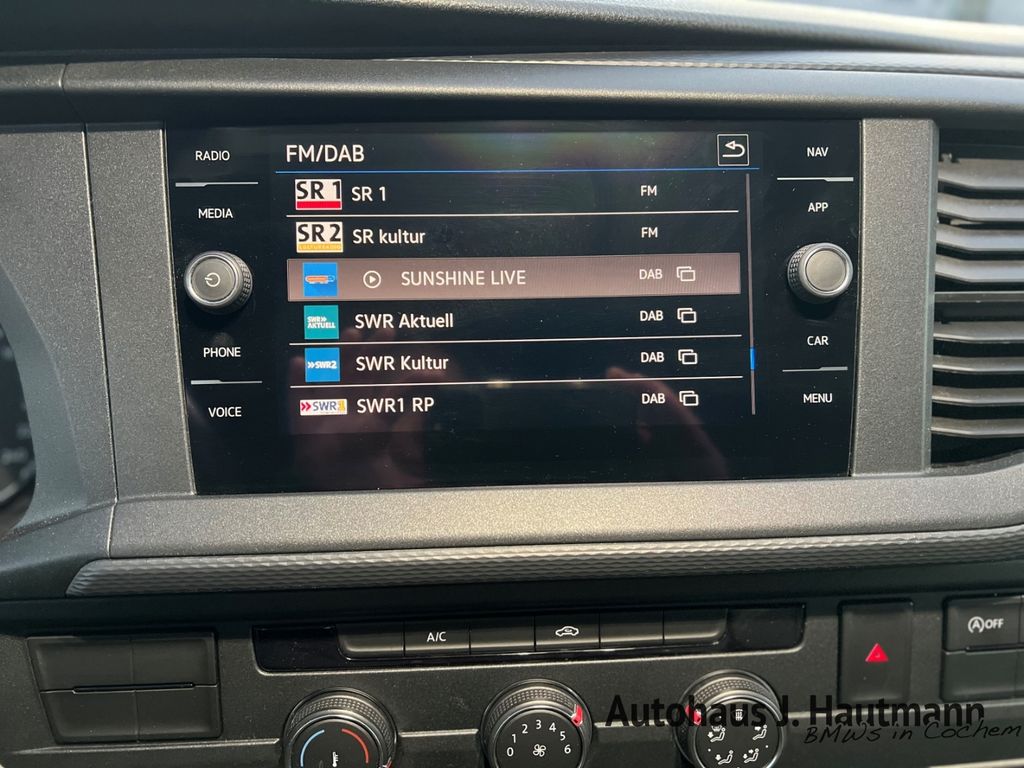 RADIO
MEDIA
PHONE
VOICE
FM/DAB
SR 1 SR 1 FM
SR2 SR kultur FM
SUNSHINE LIVE DAB
SWR» AKTUELL SWR Aktuell DAB
»SWR2 SWR Kultur DAB
»SWR1 SWR1 RP DAB
NAV
APP
CAR
MENU
A/C
A OFF
0 1 2 3 4 5 6
Autohaus J. Hautmann
BMWs in Cochem